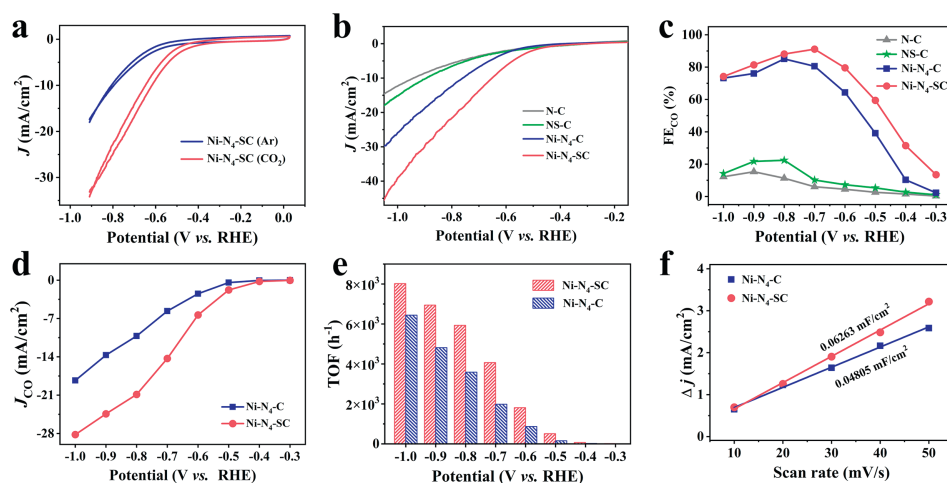 a
J (mA/cm²)
0
-10
-20
-30
Ni-N₄-SC (Ar)
Ni-N₄-SC (CO₂)
-1.0 -0.8 -0.6 -0.4 -0.2 0.0
Potential (V vs. RHE)
b
J (mA/cm²)
0
-10
-20
-30
-40
N-C
NS-C
Ni-N₄-C
Ni-N₄-SC
-1.0 -0.8 -0.6 -0.4 -0.2
Potential (V vs. RHE)
c
FE_CO (%)
100
80
60
40
20
0
N-C
NS-C
Ni-N₄-C
Ni-N₄-SC
-1.0 -0.9 -0.8 -0.7 -0.6 -0.5 -0.4 -0.3
Potential (V vs. RHE)
d
J_CO (mA/cm²)
0
-7
-14
-21
-28
Ni-N₄-C
Ni-N₄-SC
-1.0 -0.9 -0.8 -0.7 -0.6 -0.5 -0.4 -0.3
Potential (V vs. RHE)
e
TOF (h⁻¹)
8×10³
6×10³
4×10³
2×10³
0
Ni-N₄-SC
Ni-N₄-C
-1.0 -0.9 -0.8 -0.7 -0.6 -0.5 -0.4 -0.3
Potential (V vs. RHE)
f
Δj (mA/cm²)
4
3
2
1
0
Ni-N₄-C
Ni-N₄-SC
0.06263 mF/cm²
0.04805 mF/cm²
10 20 30 40 50
Scan rate (mV/s)